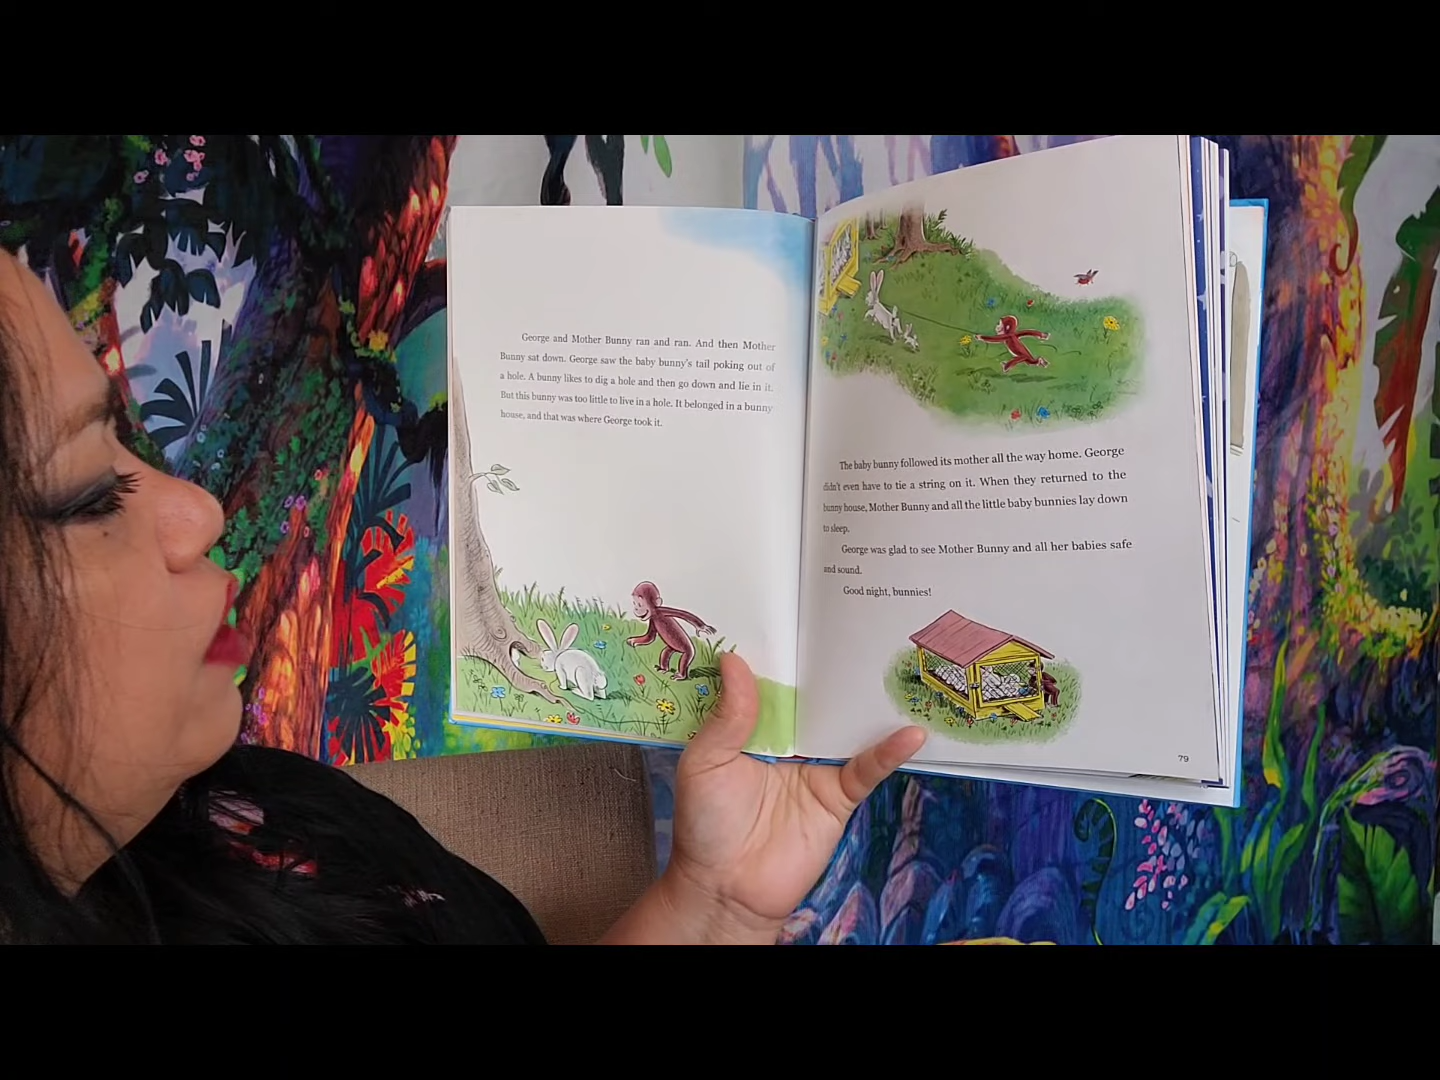 George and Mother Bunny ran and ran. And then Mother
Bunny sat down. George saw the baby bunny's tail poking out of
a hole. A bunny likes to dig a hole and then go down and lie in it.
But this bunny was too little to live in a hole. It belonged in a bunny
house, and that was where George took it.
The baby bunny followed its mother all the way home. George
didn't even have to tie a string on it. When they returned to the
bunny house, Mother Bunny and all the little baby bunnies lay down
to sleep.
George was glad to see Mother Bunny and all her babies safe
and sound.
Good night, bunnies!
79